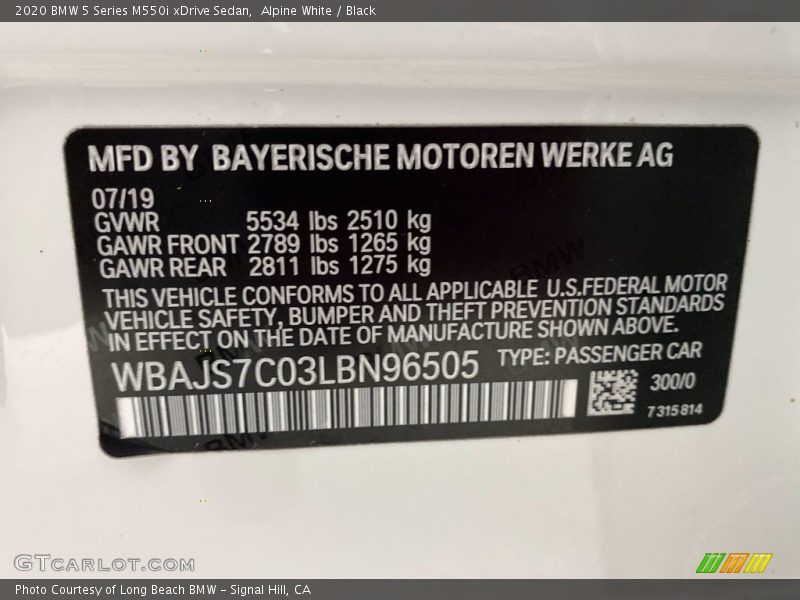 2020 BMW 5 Series M550i xDrive Sedan,  Alpine White / Black
MFD BY BAYERISCHE MOTOREN WERKE AG
07/19
GVWR 5534 lbs 2510 kg
GAWR FRONT 2789 lbs 1265 kg
GAWR REAR 2811 lbs 1275 kg
THIS VEHICLE CONFORMS TO ALL APPLICABLE U.S.FEDERAL MOTOR
VEHICLE SAFETY, BUMPER AND THEFT PREVENTION STANDARDS
IN EFFECT ON THE DATE OF MANUFACTURE SHOWN ABOVE.
WBAJS7C03LBN96505 TYPE: PASSENGER CAR
300/0
7315814
GTCARLOT.COM
Photo Courtesy of Long Beach BMW - Signal Hill, CA